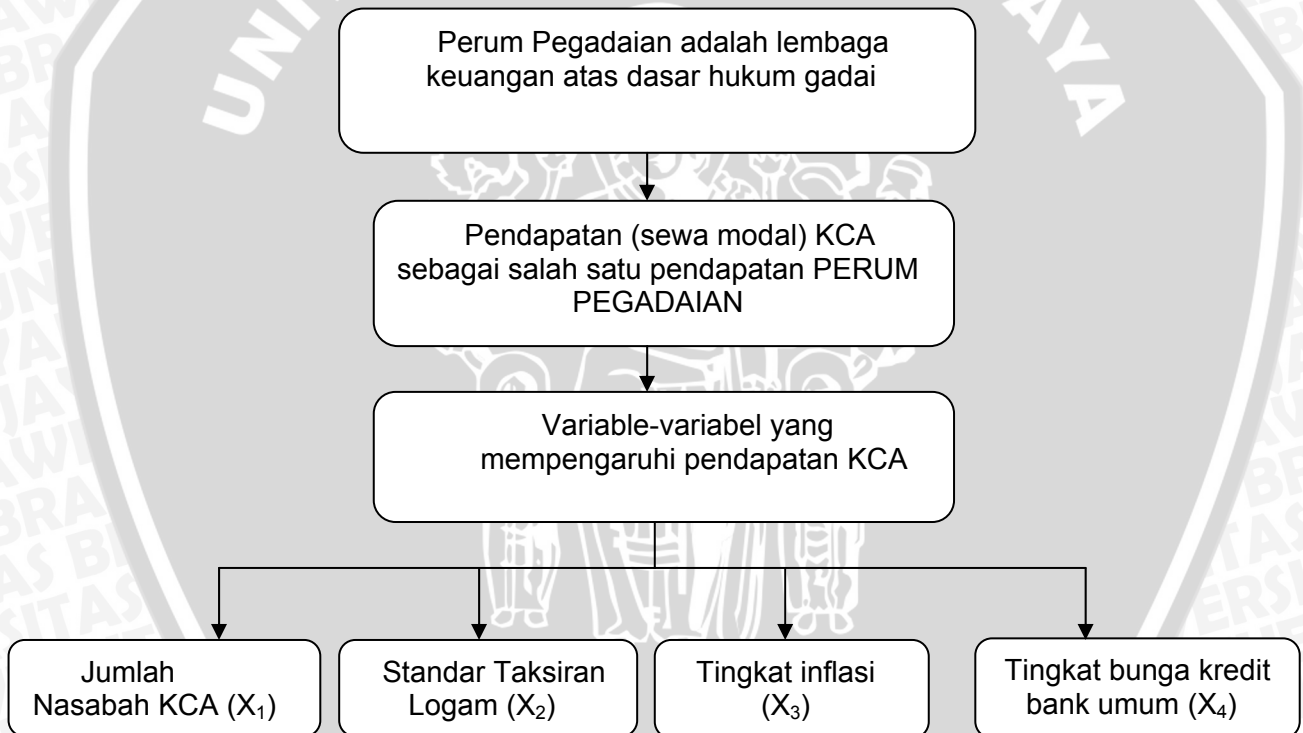 UNI
AYA
Perum Pegadaian adalah lembaga
keuangan atas dasar hukum gadai
Pendapatan (sewa modal) KCA
sebagai salah satu pendapatan PERUM
PEGADAIAN
Variable-variabel yang
mempengaruhi pendapatan KCA
Jumlah
Nasabah KCA (X₁)
Standar Taksiran
Logam (X₂)
Tingkat inflasi
(X₃)
Tingkat bunga kredit
bank umum (X₄)